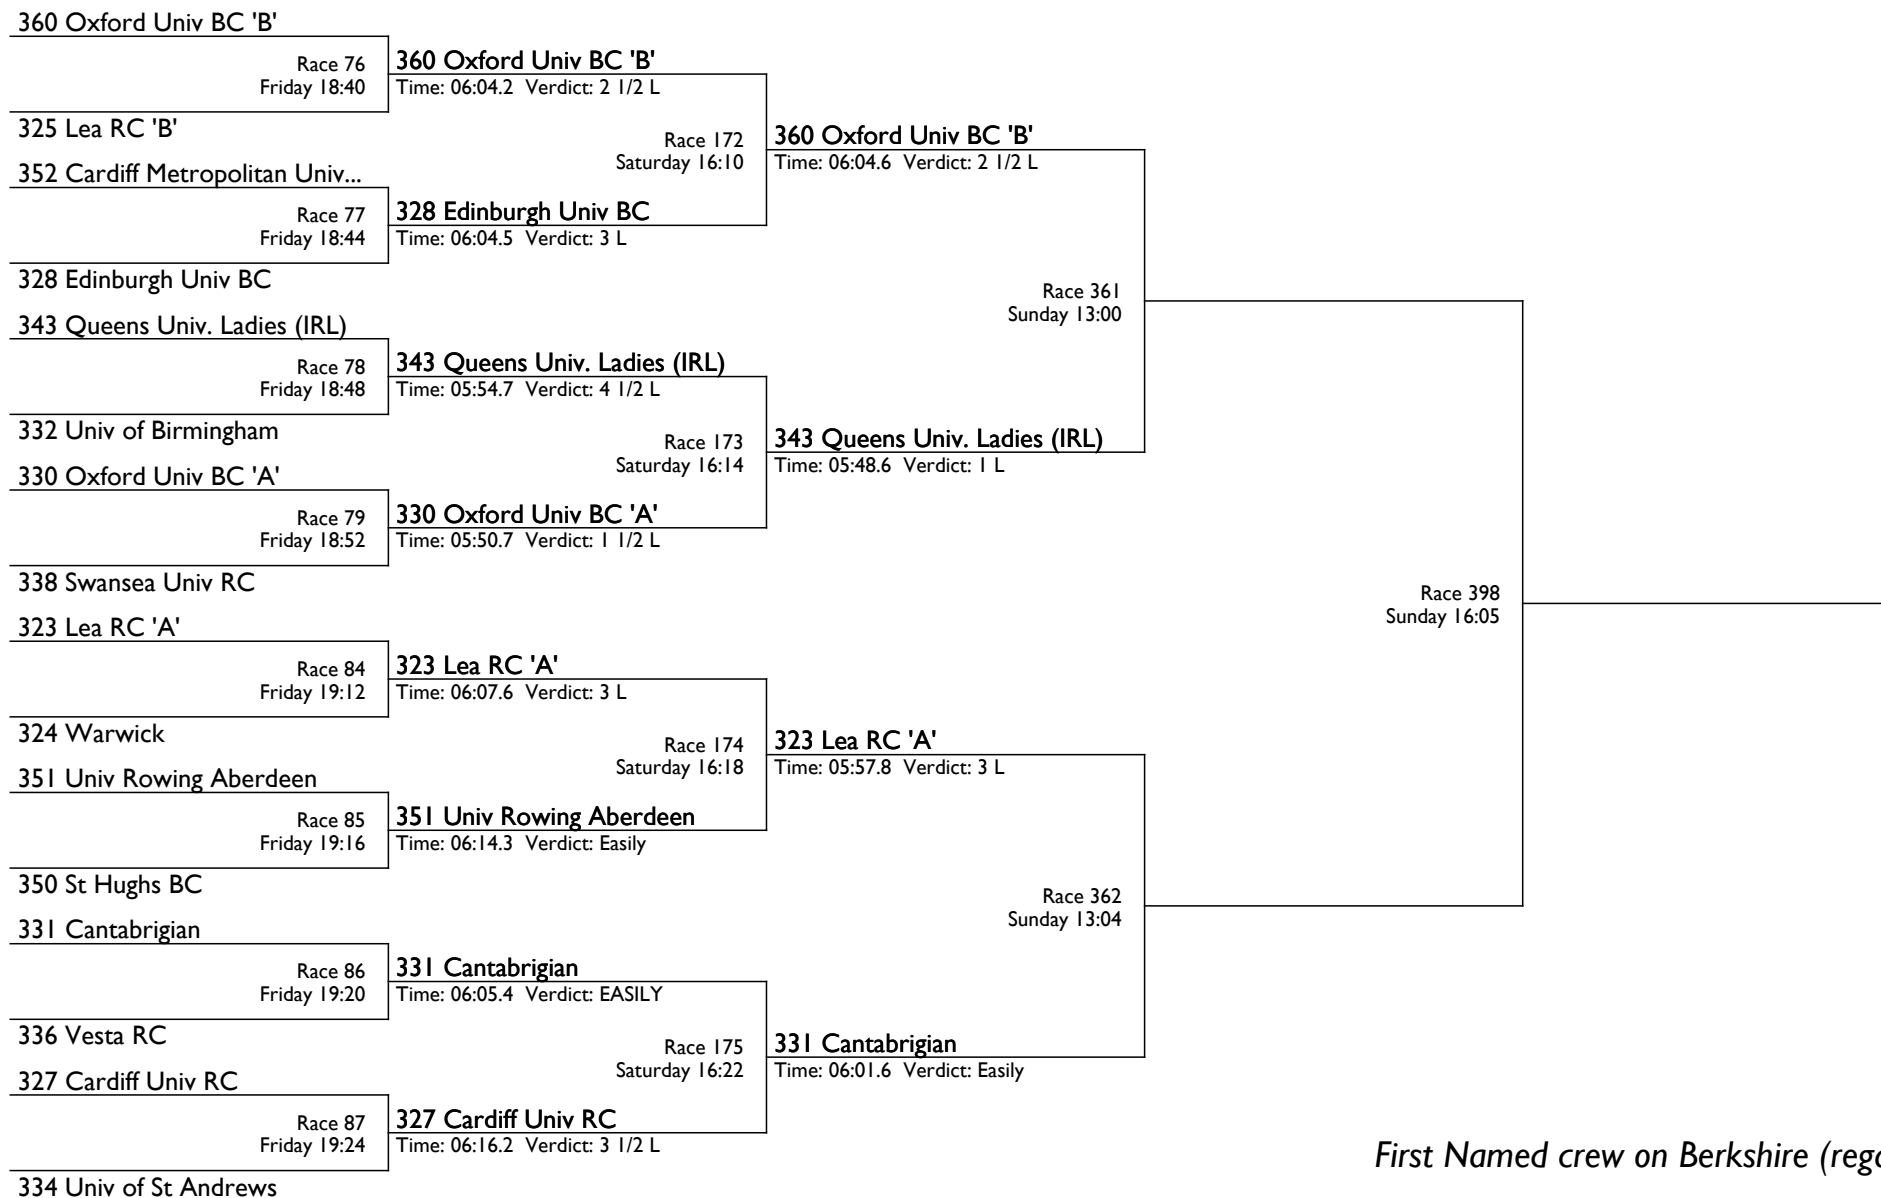 360 Oxford Univ BC 'B'
Race 76
Friday 18:40
325 Lea RC 'B'
352 Cardiff Metropolitan Univ...
Race 77
Friday 18:44
328 Edinburgh Univ BC
343 Queens Univ. Ladies (IRL)
Race 78
Friday 18:48
332 Univ of Birmingham
330 Oxford Univ BC 'A'
Race 79
Friday 18:52
338 Swansea Univ RC
323 Lea RC 'A'
Race 84
Friday 19:12
324 Warwick
351 Univ Rowing Aberdeen
Race 85
Friday 19:16
350 St Hughs BC
331 Cantabrigian
Race 86
Friday 19:20
336 Vesta RC
327 Cardiff Univ RC
Race 87
Friday 19:24
334 Univ of St Andrews
360 Oxford Univ BC 'B'
Time: 06:04.2 Verdict: 2 1/2 L
Race 172
Saturday 16:10
328 Edinburgh Univ BC
Time: 06:04.5 Verdict: 3 L
343 Queens Univ. Ladies (IRL)
Time: 05:54.7 Verdict: 4 1/2 L
Race 173
Saturday 16:14
330 Oxford Univ BC 'A'
Time: 05:50.7 Verdict: 1 1/2 L
323 Lea RC 'A'
Time: 06:07.6 Verdict: 3 L
Race 174
Saturday 16:18
351 Univ Rowing Aberdeen
Time: 06:14.3 Verdict: Easily
331 Cantabrigian
Time: 06:05.4 Verdict: EASILY
Race 175
Saturday 16:22
327 Cardiff Univ RC
Time: 06:16.2 Verdict: 3 1/2 L
360 Oxford Univ BC 'B'
Time: 06:04.6 Verdict: 2 1/2 L
Race 361
Sunday 13:00
343 Queens Univ. Ladies (IRL)
Time: 05:48.6 Verdict: 1 L
323 Lea RC 'A'
Time: 05:57.8 Verdict: 3 L
Race 362
Sunday 13:04
331 Cantabrigian
Time: 06:01.6 Verdict: Easily
Race 398
Sunday 16:05
First Named crew on Berkshire